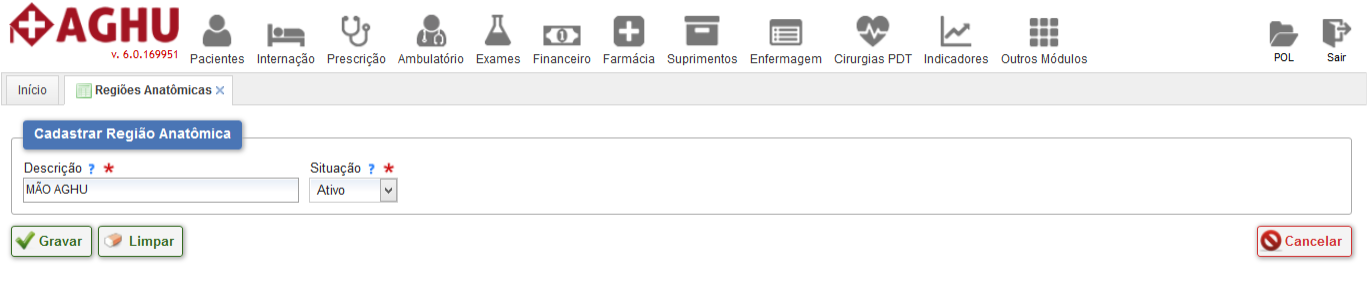 AGHU
v. 6.0.169951
Pacientes Internação Prescrição Ambulatório Exames Financeiro Farmácia Suprimentos Enfermagem Cirurgias PDT Indicadores Outros Módulos POL Sair
Início Regiões Anatômicas ×
Cadastrar Região Anatômica
Descrição ? * Situação ? *
MÃO AGHU Ativo
Gravar Limpar Cancelar